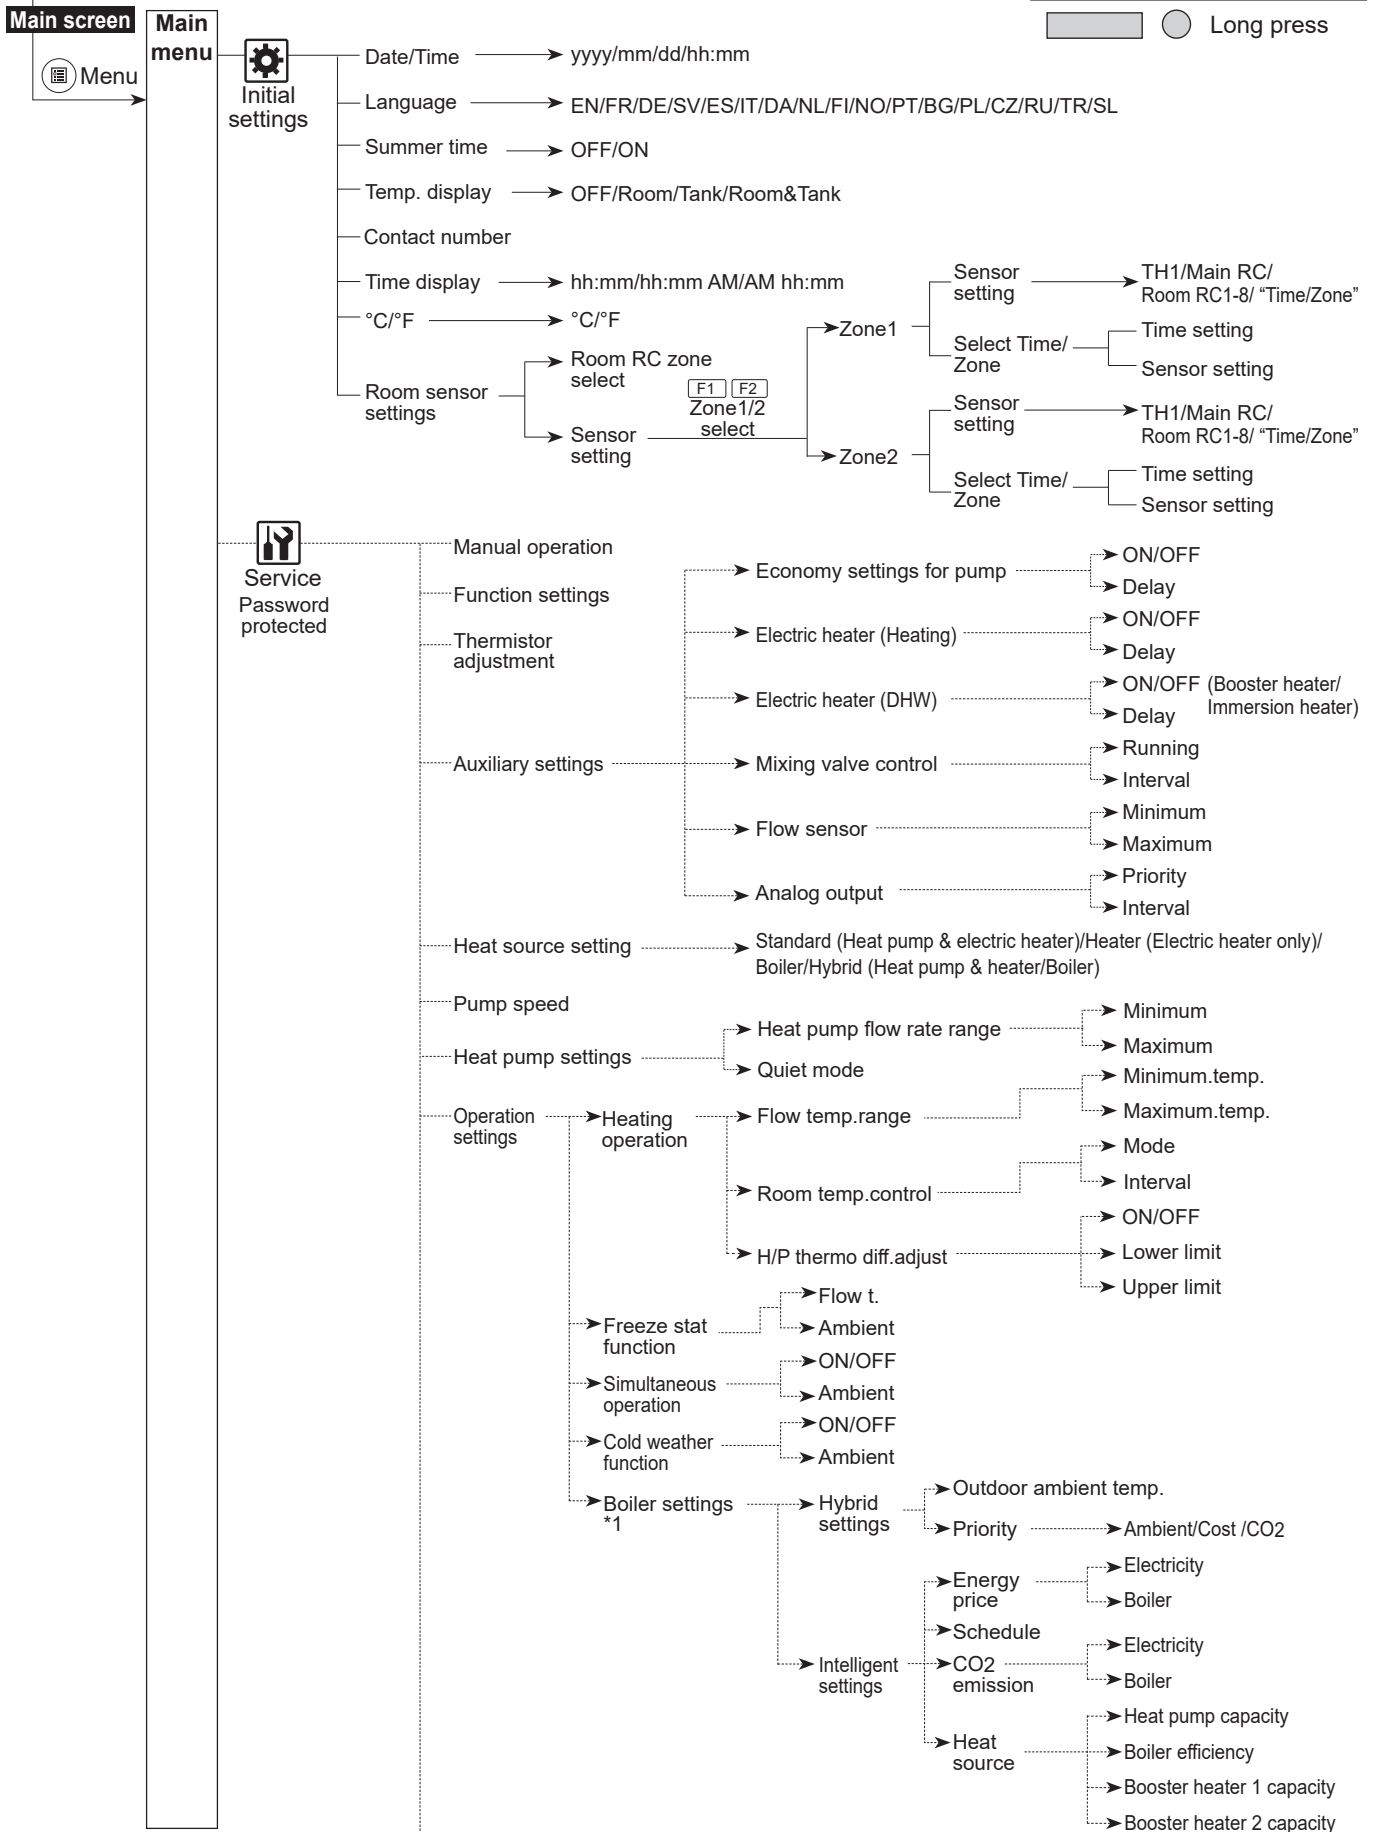 Main screen
Main
menu
Long press
Menu
Initial
settings
Date/Time
yyyy/mm/dd/hh:mm
Language
EN/FR/DE/SV/ES/IT/DA/NL/FI/NO/PT/BG/PL/CZ/RU/TR/SL
Summer time
OFF/ON
Temp. display
OFF/Room/Tank/Room&Tank
Contact number
Time display
hh:mm/hh:mm AM/AM hh:mm
°C/°F
°C/°F
Room sensor
settings
Room RC zone
select
Sensor
setting
F1 F2
Zone1/2
select
Zone1
Sensor
setting
TH1/Main RC/
Room RC1-8/ “Time/Zone”
Select Time/
Zone
Time setting
Sensor setting
Zone2
Sensor
setting
TH1/Main RC/
Room RC1-8/ “Time/Zone”
Select Time/
Zone
Time setting
Sensor setting
Service
Password
protected
Manual operation
Function settings
Thermistor
adjustment
Auxiliary settings
Economy settings for pump
ON/OFF
Delay
Electric heater (Heating)
ON/OFF
Delay
Electric heater (DHW)
ON/OFF (Booster heater/
Immersion heater)
Delay
Mixing valve control
Running
Interval
Flow sensor
Minimum
Maximum
Analog output
Priority
Interval
Heat source setting
Standard (Heat pump & electric heater)/Heater (Electric heater only)/
Boiler/Hybrid (Heat pump & heater/Boiler)
Pump speed
Heat pump settings
Heat pump flow rate range
Minimum
Maximum
Quiet mode
Operation
settings
Heating
operation
Flow temp.range
Minimum.temp.
Maximum.temp.
Room temp.control
Mode
Interval
H/P thermo diff.adjust
ON/OFF
Lower limit
Upper limit
Freeze stat
function
Flow t.
Ambient
Simultaneous
operation
ON/OFF
Ambient
Cold weather
function
ON/OFF
Ambient
Boiler settings
*1
Hybrid
settings
Outdoor ambient temp.
Priority
Ambient/Cost /CO2
Intelligent
settings
Energy
price
Electricity
Boiler
Schedule
CO2
emission
Electricity
Boiler
Heat
source
Heat pump capacity
Boiler efficiency
Booster heater 1 capacity
Booster heater 2 capacity